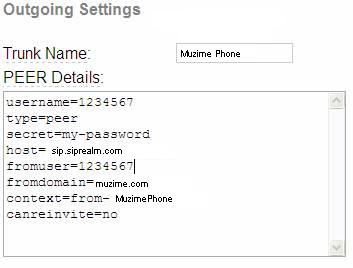 Outgoing Settings
Trunk Name: Muzime Phone
PEER Details:
username=1234567
type=peer
secret=my-password
host= sip.siprealm.com
fromuser=1234567
fromdomain=muzime.com
context=from- MuzimePhone
canreinvite=no